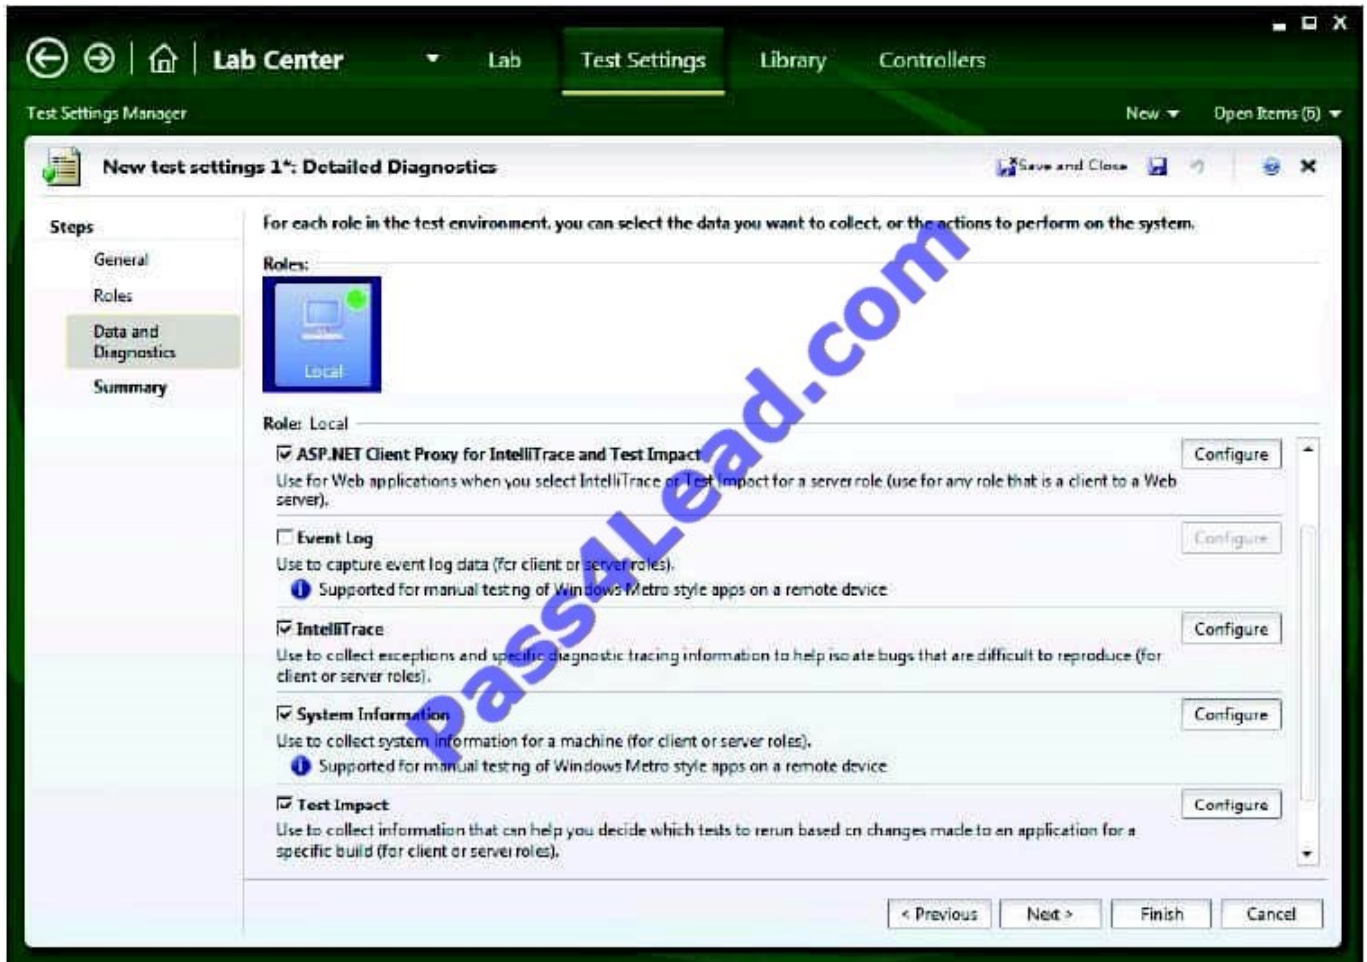 Lab Center
Lab
Test Settings
Library
Controllers
Test Settings Manager
New
Open Items (6)
New test settings 1*: Detailed Diagnostics
Save and Close
Steps
General
Roles
Data and
Diagnostics
Summary
For each role in the test environment, you can select the data you want to collect, or the actions to perform on the system.
Roles:
Local
Role: Local
ASP.NET Client Proxy for IntelliTrace and Test Impact
Configure
Use for Web applications when you select IntelliTrace or Test Impact for a server role (use for any role that is a client to a Web
server).
Event Log
Configure
Use to capture event log data (for client or server roles).
Supported for manual testing of Windows Metro style apps on a remote device
IntelliTrace
Configure
Use to collect exceptions and specific diagnostic tracing information to help isolate bugs that are difficult to reproduce (for
client or server roles).
System Information
Configure
Use to collect system information for a machine (for client or server roles).
Supported for manual testing of Windows Metro style apps on a remote device
Test Impact
Configure
Use to collect information that can help you decide which tests to rerun based on changes made to an application for a
specific build (for client or server roles).
< Previous
Next >
Finish
Cancel
Pass4Lead.com